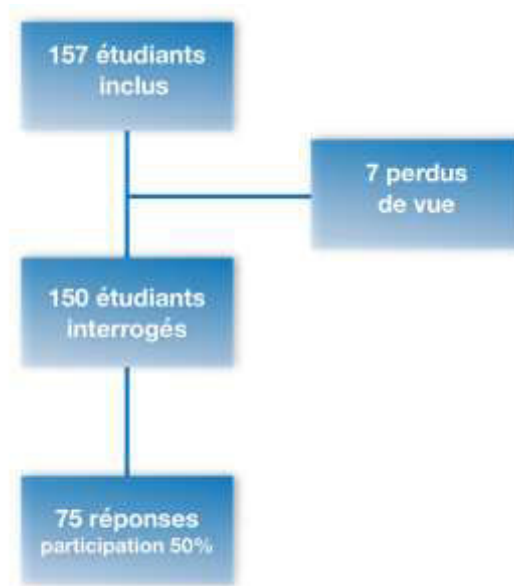 157 étudiants
inclus
7 perdus
de vue
150 étudiants
interrogés
75 réponses
participation 50%